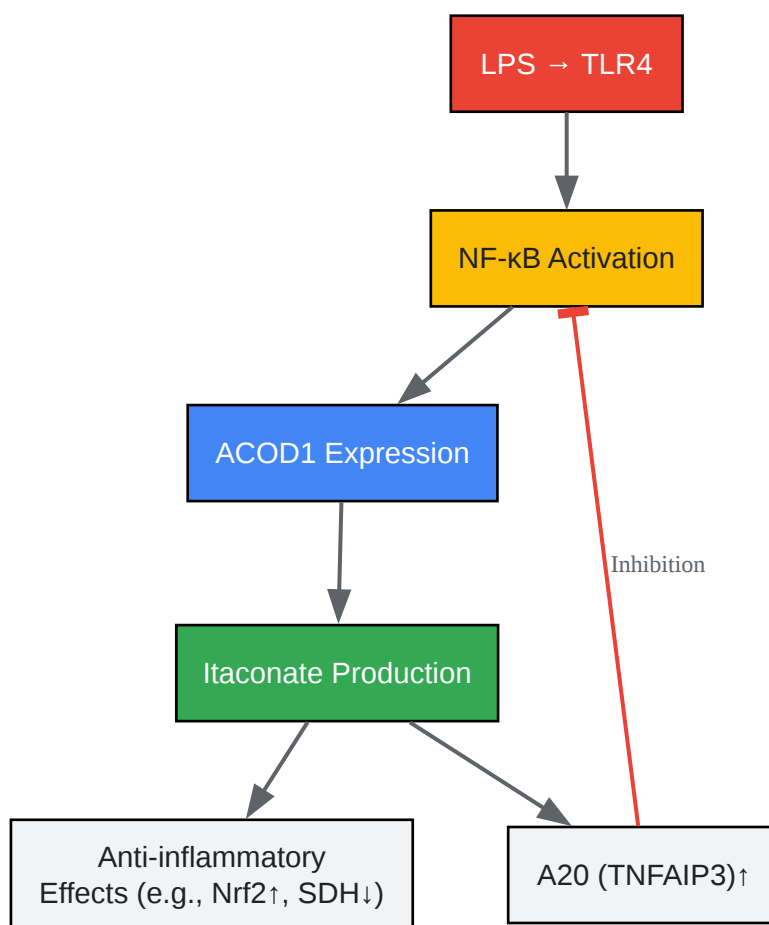 LPS → TLR4
NF-κB Activation
ACOD1 Expression
Inhibition
Itaconate Production
Anti-inflammatory
Effects (e.g., Nrf2↑, SDH↓)
A20 (TNFAIP3)↑